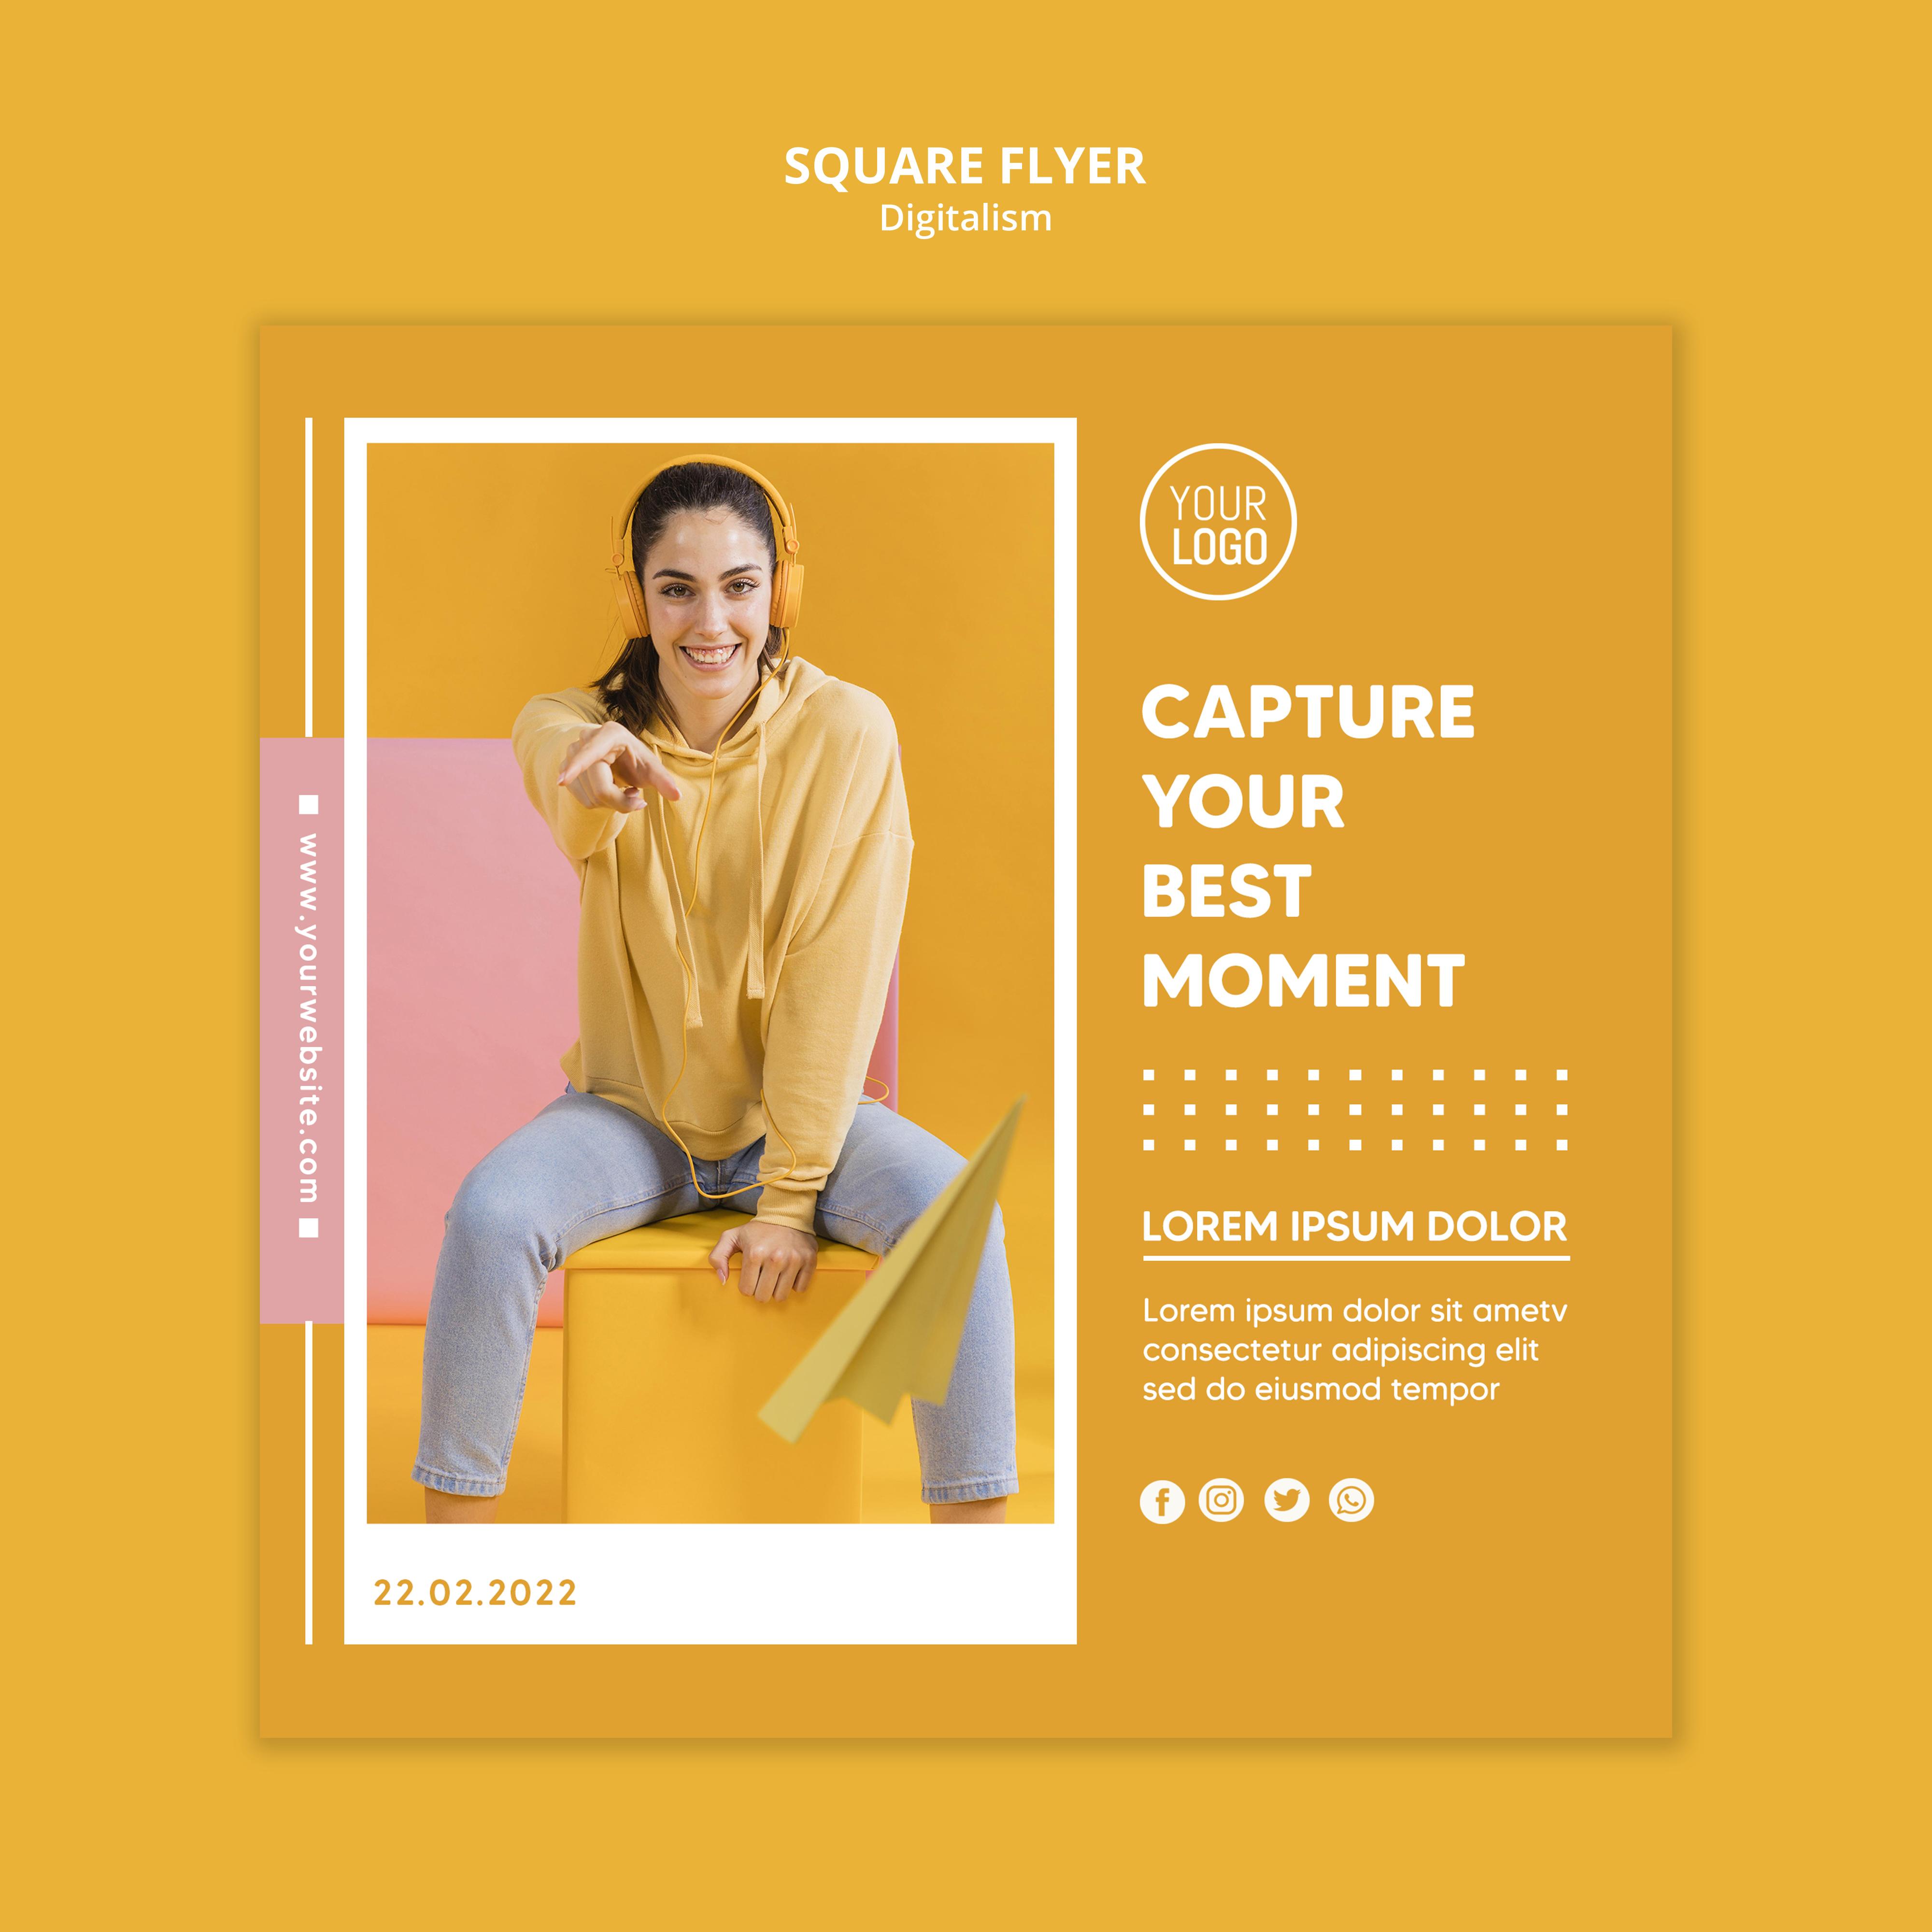 SQUARE FLYER
Digitalism
www.yourwebsite.com
22.02.2022
YOUR
LOGO
CAPTURE
YOUR
BEST
MOMENT
LOREM IPSUM DOLOR
Lorem ipsum dolor sit ametv
consectetur adipiscing elit
sed do eiusmod tempor